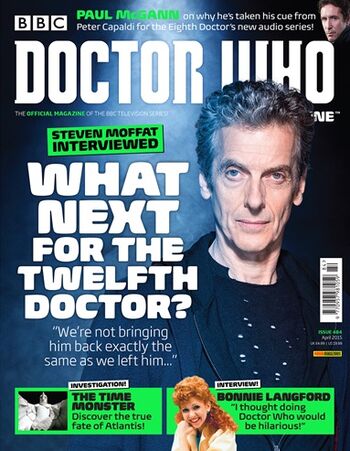 BBC
PAUL McGANN on why he's taken his cue from
Peter Capaldi for the Eighth Doctor's new audio series!
DOCTOR WHO
THE OFFICIAL MAGAZINE OF THE BBC TELEVISION SERIES!
NE™
STEVEN MOFFAT
INTERVIEWED
WHAT
NEXT
FOR THE
TWELFTH
DOCTOR?
"We're not bringing
him back exactly the
same as we left him..."
ISSUE 484
April 2015
INVESTIGATION!
THE TIME
MONSTER
Discover the true
fate of Atlantis!
INTERVIEW!
BONNIE LANGFORD
"I thought doing
Doctor Who would
be hilarious!"